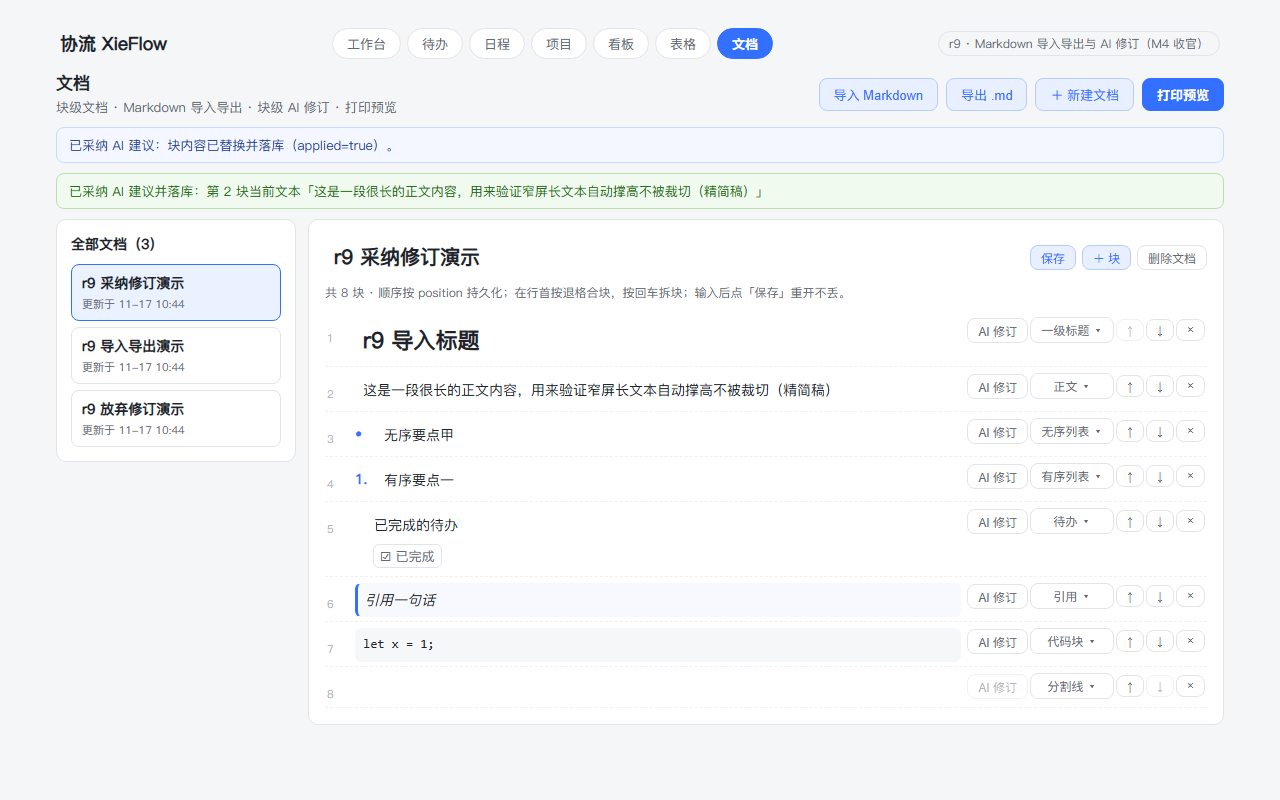 协流 XieFlow
工作台 待办 日程 项目 看板 表格 文档
r9 · Markdown 导入导出与 AI 修订（M4 收官）
文档
块级文档 · Markdown 导入导出 · 块级 AI 修订 · 打印预览
导入 Markdown 导出 .md ＋ 新建文档 打印预览
已采纳 AI 建议：块内容已替换并落库（applied=true）。
已采纳 AI 建议并落库：第 2 块当前文本「这是一段很长的正文内容，用来验证窄屏长文本自动撑高不被裁切（精简稿）」
全部文档（3）
r9 采纳修订演示
更新于 11-17 10:44
r9 导入导出演示
更新于 11-17 10:44
r9 放弃修订演示
更新于 11-17 10:44
r9 采纳修订演示
保存 ＋ 块 删除文档
共 8 块 · 顺序按 position 持久化；在行首按退格合块，按回车拆块；输入后点「保存」重开不丢。
1 r9 导入标题 AI 修订 一级标题 ▾ ↑ ↓ ×
2 这是一段很长的正文内容，用来验证窄屏长文本自动撑高不被裁切（精简稿） AI 修订 正文 ▾ ↑ ↓ ×
3 • 无序要点甲 AI 修订 无序列表 ▾ ↑ ↓ ×
4 1. 有序要点一 AI 修订 有序列表 ▾ ↑ ↓ ×
5 已完成的待办 AI 修订 待办 ▾ ↑ ↓ ×
☑ 已完成
6 引用一句话 AI 修订 引用 ▾ ↑ ↓ ×
7 let x = 1; AI 修订 代码块 ▾ ↑ ↓ ×
8 AI 修订 分割线 ▾ ↑ ↓ ×